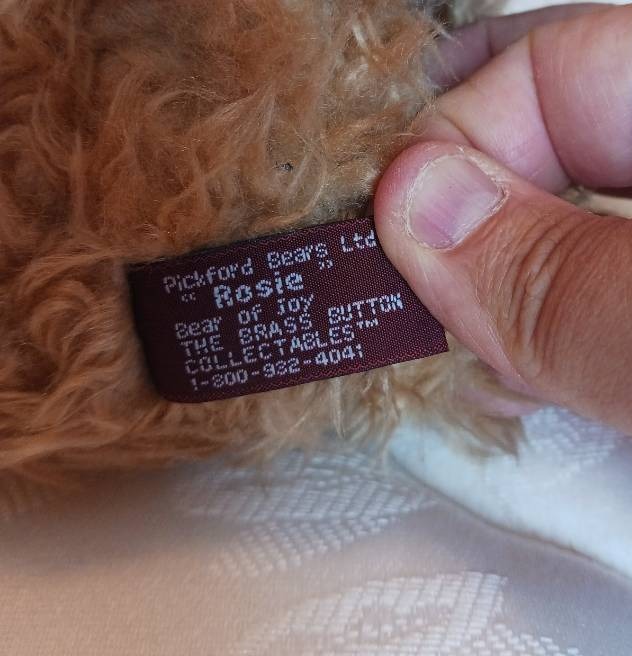 Pickford Bears Ltd
“ Rosie ”
Bear of Joy
THE BRASS BUTTON
COLLECTABLES™
1-800-932-4041